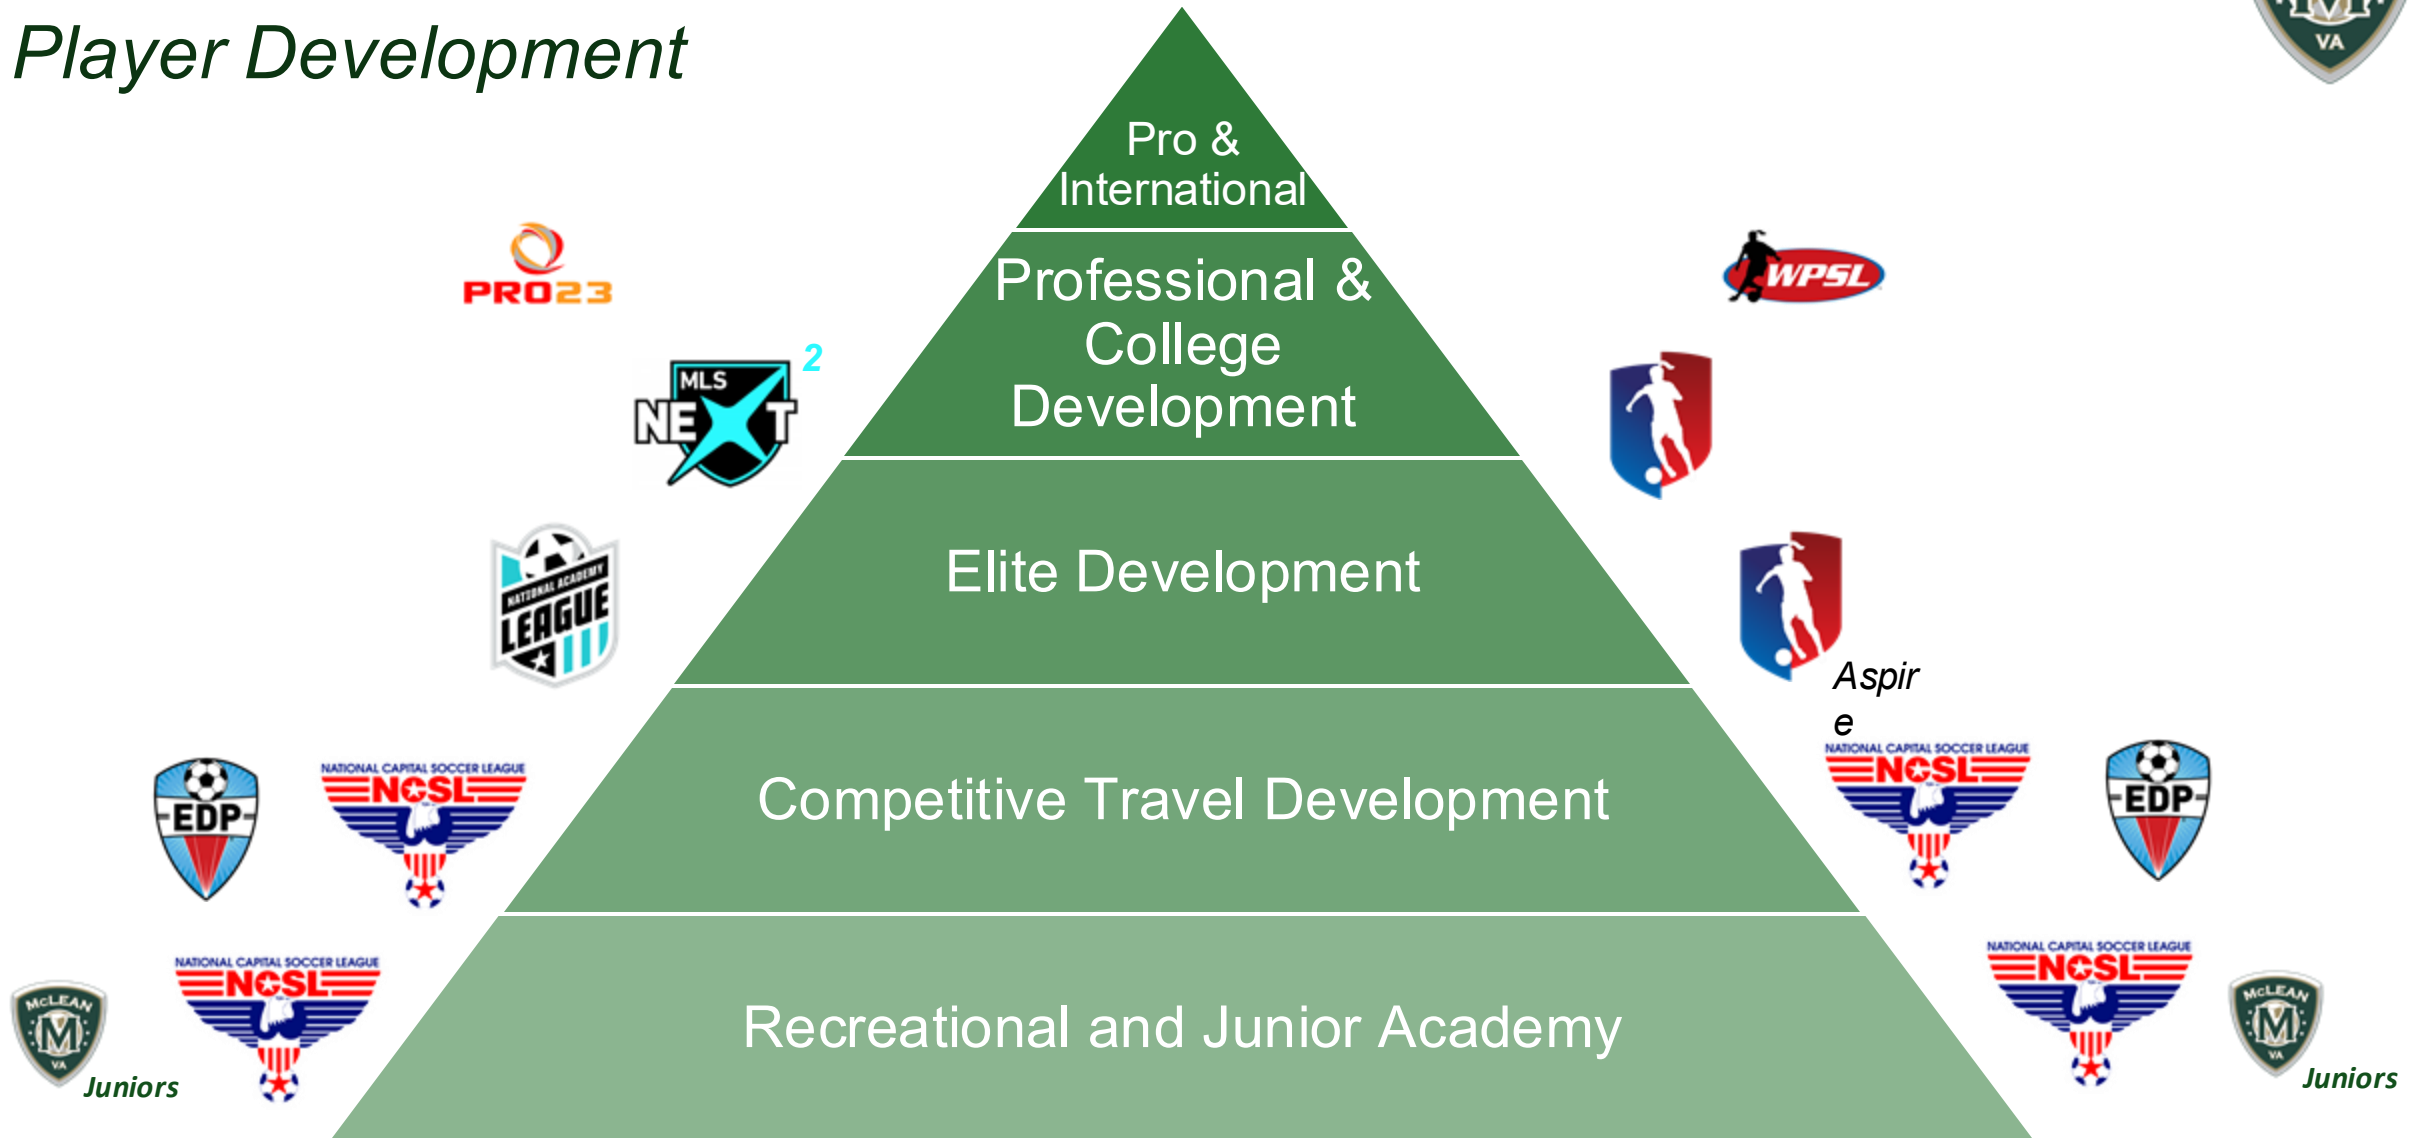 Player Development
VA
Pro &
International
PRO23
WPSL
Professional &
College
Development
2
MLS
NEXT
NATIONAL ACADEMY
LEAGUE
Elite Development
Aspir
e
EDP
NATIONAL CAPITAL SOCCER LEAGUE
NCSL
Competitive Travel Development
NATIONAL CAPITAL SOCCER LEAGUE
NCSL
EDP
McLEAN
M
VA
Juniors
NATIONAL CAPITAL SOCCER LEAGUE
NCSL
Recreational and Junior Academy
NATIONAL CAPITAL SOCCER LEAGUE
NCSL
McLEAN
M
VA
Juniors